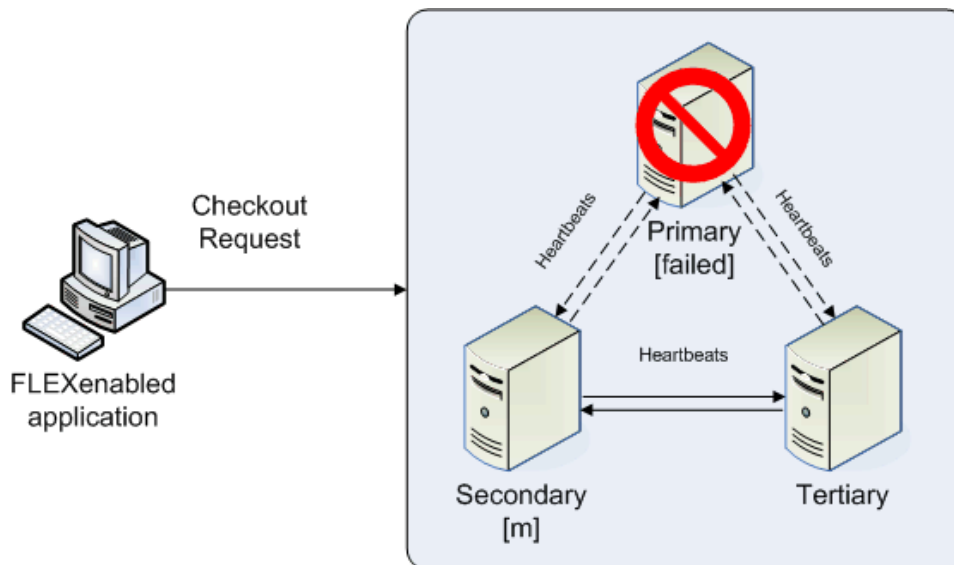 Checkout
Request
FLEXenabled
application
Primary
[failed]
Heartbeats
Heartbeats
Heartbeats
Secondary
[m]
Tertiary